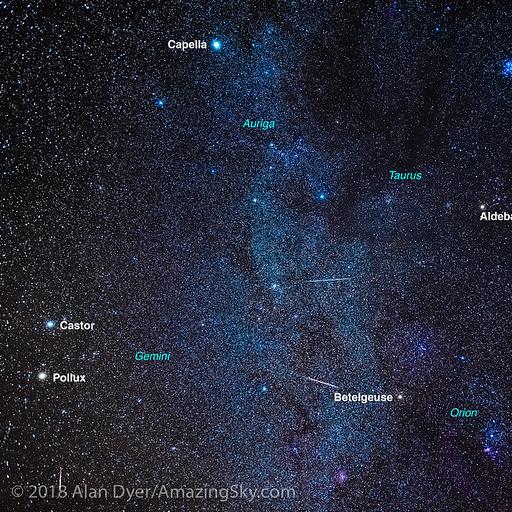 Capella
Auriga
Taurus
Aldeba
Castor
Gemini
Pollux
Betelgeuse
Orion
© 2018 Alan Dyer/AmazingSky.com